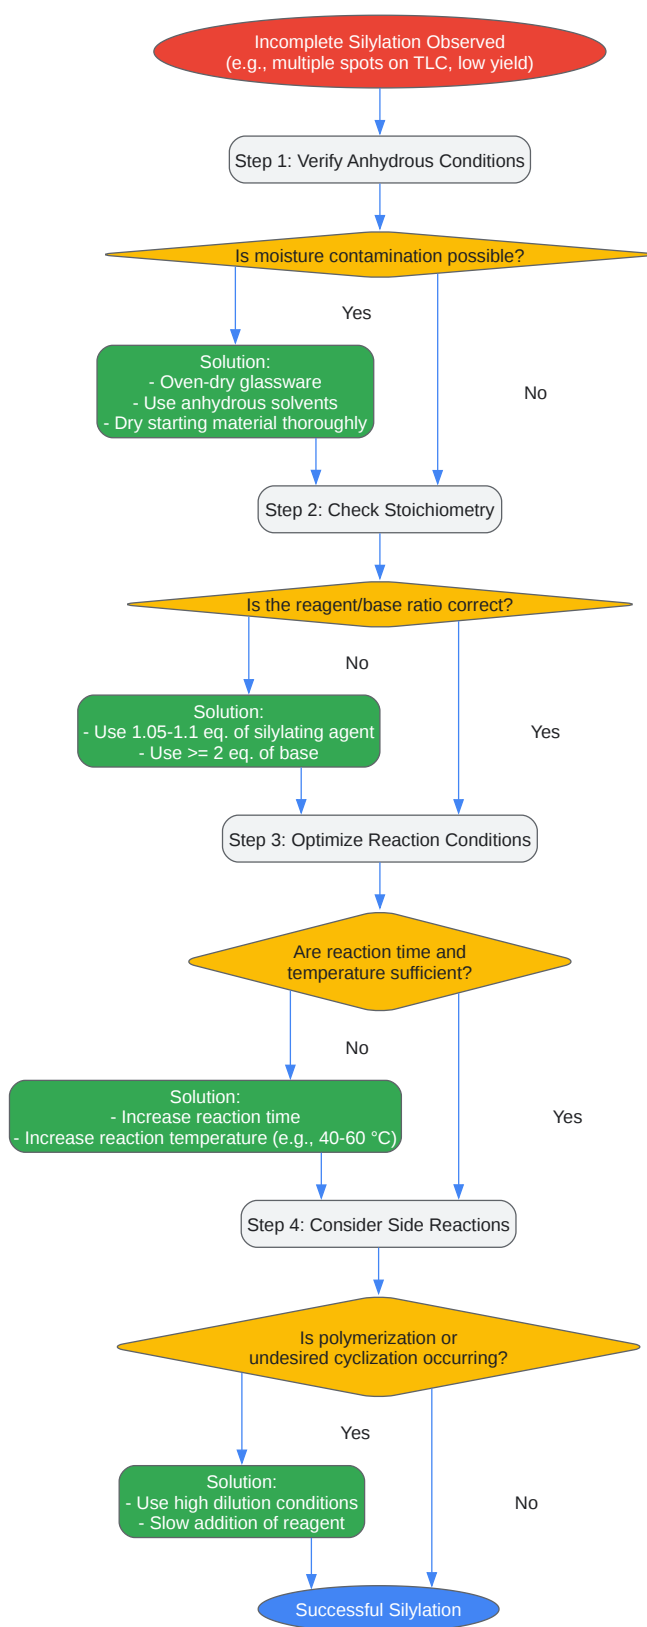 Incomplete Silylation Observed
(e.g., multiple spots on TLC, low yield)
Step 1: Verify Anhydrous Conditions
Is moisture contamination possible?
Yes
Solution:
- Oven-dry glassware
- Use anhydrous solvents
- Dry starting material thoroughly
No
Step 2: Check Stoichiometry
Is the reagent/base ratio correct?
No
Solution:
- Use 1.05-1.1 eq. of silylating agent
- Use >= 2 eq. of base
Yes
Step 3: Optimize Reaction Conditions
Are reaction time and
temperature sufficient?
No
Solution:
- Increase reaction time
- Increase reaction temperature (e.g., 40-60 °C)
Yes
Step 4: Consider Side Reactions
Is polymerization or
undesired cyclization occurring?
Yes
Solution:
- Use high dilution conditions
- Slow addition of reagent
No
Successful Silylation